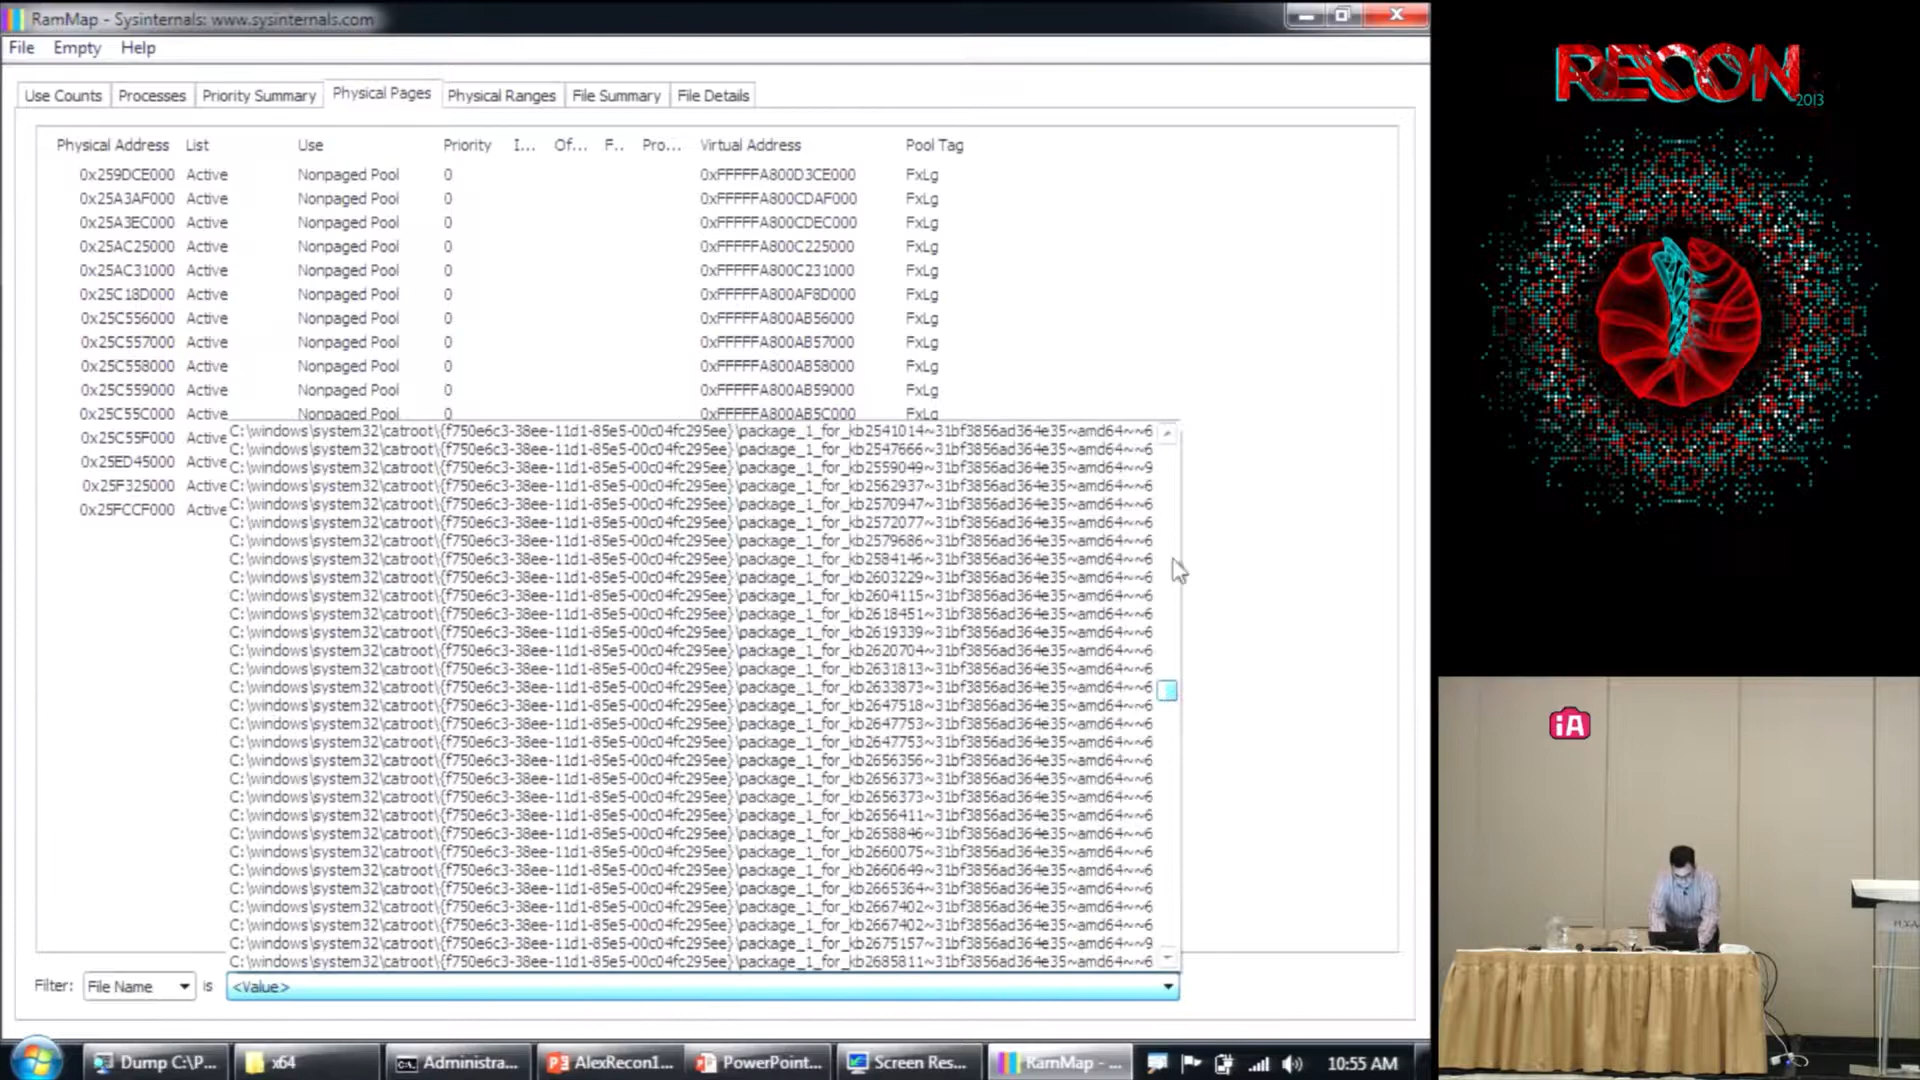 RamMap - Sysinternals: www.sysinternals.com
File Empty Help
Use Counts Processes Priority Summary Physical Pages Physical Ranges File Summary File Details
Physical Address List Use Priority I... Of... F.. Pro... Virtual Address Pool Tag
0x259DCE000 Active Nonpaged Pool 0 0xFFFFFA800D3CE000 FxLg
0x25A3AF000 Active Nonpaged Pool 0 0xFFFFFA800CDAF000 FxLg
0x25A3EC000 Active Nonpaged Pool 0 0xFFFFFA800CDEC000 FxLg
0x25AC25000 Active Nonpaged Pool 0 0xFFFFFA800C225000 FxLg
0x25AC31000 Active Nonpaged Pool 0 0xFFFFFA800C231000 FxLg
0x25C18D000 Active Nonpaged Pool 0 0xFFFFFA800AF8D000 FxLg
0x25C556000 Active Nonpaged Pool 0 0xFFFFFA800AB56000 FxLg
0x25C557000 Active Nonpaged Pool 0 0xFFFFFA800AB57000 FxLg
0x25C558000 Active Nonpaged Pool 0 0xFFFFFA800AB58000 FxLg
0x25C559000 Active Nonpaged Pool 0 0xFFFFFA800AB59000 FxLg
0x25C55C000 Active Nonpaged Pool 0 0xFFFFFA800AB5C000 FxLg
0x25C55F000 Active
0x25ED45000 Active
0x25F325000 Active
0x25FCCF000 Active
C:\windows\system32\catroot\{f750e6c3-38ee-11d1-85e5-00c04fc295ee}\package_1_for_kb2541014~31bf3856ad364e35~amd64~~6
C:\windows\system32\catroot\{f750e6c3-38ee-11d1-85e5-00c04fc295ee}\package_1_for_kb2547666~31bf3856ad364e35~amd64~~6
C:\windows\system32\catroot\{f750e6c3-38ee-11d1-85e5-00c04fc295ee}\package_1_for_kb2559049~31bf3856ad364e35~amd64~~9
C:\windows\system32\catroot\{f750e6c3-38ee-11d1-85e5-00c04fc295ee}\package_1_for_kb2562937~31bf3856ad364e35~amd64~~6
C:\windows\system32\catroot\{f750e6c3-38ee-11d1-85e5-00c04fc295ee}\package_1_for_kb2570947~31bf3856ad364e35~amd64~~6
C:\windows\system32\catroot\{f750e6c3-38ee-11d1-85e5-00c04fc295ee}\package_1_for_kb2572077~31bf3856ad364e35~amd64~~6
C:\windows\system32\catroot\{f750e6c3-38ee-11d1-85e5-00c04fc295ee}\package_1_for_kb2579686~31bf3856ad364e35~amd64~~6
C:\windows\system32\catroot\{f750e6c3-38ee-11d1-85e5-00c04fc295ee}\package_1_for_kb2584146~31bf3856ad364e35~amd64~~6
C:\windows\system32\catroot\{f750e6c3-38ee-11d1-85e5-00c04fc295ee}\package_1_for_kb2603229~31bf3856ad364e35~amd64~~6
C:\windows\system32\catroot\{f750e6c3-38ee-11d1-85e5-00c04fc295ee}\package_1_for_kb2604115~31bf3856ad364e35~amd64~~6
C:\windows\system32\catroot\{f750e6c3-38ee-11d1-85e5-00c04fc295ee}\package_1_for_kb2618451~31bf3856ad364e35~amd64~~6
C:\windows\system32\catroot\{f750e6c3-38ee-11d1-85e5-00c04fc295ee}\package_1_for_kb2619339~31bf3856ad364e35~amd64~~6
C:\windows\system32\catroot\{f750e6c3-38ee-11d1-85e5-00c04fc295ee}\package_1_for_kb2620704~31bf3856ad364e35~amd64~~6
C:\windows\system32\catroot\{f750e6c3-38ee-11d1-85e5-00c04fc295ee}\package_1_for_kb2631813~31bf3856ad364e35~amd64~~6
C:\windows\system32\catroot\{f750e6c3-38ee-11d1-85e5-00c04fc295ee}\package_1_for_kb2633873~31bf3856ad364e35~amd64~~6
C:\windows\system32\catroot\{f750e6c3-38ee-11d1-85e5-00c04fc295ee}\package_1_for_kb2647518~31bf3856ad364e35~amd64~~6
C:\windows\system32\catroot\{f750e6c3-38ee-11d1-85e5-00c04fc295ee}\package_1_for_kb2647753~31bf3856ad364e35~amd64~~6
C:\windows\system32\catroot\{f750e6c3-38ee-11d1-85e5-00c04fc295ee}\package_1_for_kb2647753~31bf3856ad364e35~amd64~~6
C:\windows\system32\catroot\{f750e6c3-38ee-11d1-85e5-00c04fc295ee}\package_1_for_kb2656356~31bf3856ad364e35~amd64~~6
C:\windows\system32\catroot\{f750e6c3-38ee-11d1-85e5-00c04fc295ee}\package_1_for_kb2656373~31bf3856ad364e35~amd64~~6
C:\windows\system32\catroot\{f750e6c3-38ee-11d1-85e5-00c04fc295ee}\package_1_for_kb2656373~31bf3856ad364e35~amd64~~6
C:\windows\system32\catroot\{f750e6c3-38ee-11d1-85e5-00c04fc295ee}\package_1_for_kb2656411~31bf3856ad364e35~amd64~~6
C:\windows\system32\catroot\{f750e6c3-38ee-11d1-85e5-00c04fc295ee}\package_1_for_kb2658846~31bf3856ad364e35~amd64~~6
C:\windows\system32\catroot\{f750e6c3-38ee-11d1-85e5-00c04fc295ee}\package_1_for_kb2660075~31bf3856ad364e35~amd64~~6
C:\windows\system32\catroot\{f750e6c3-38ee-11d1-85e5-00c04fc295ee}\package_1_for_kb2660649~31bf3856ad364e35~amd64~~6
C:\windows\system32\catroot\{f750e6c3-38ee-11d1-85e5-00c04fc295ee}\package_1_for_kb2665364~31bf3856ad364e35~amd64~~6
C:\windows\system32\catroot\{f750e6c3-38ee-11d1-85e5-00c04fc295ee}\package_1_for_kb2667402~31bf3856ad364e35~amd64~~6
C:\windows\system32\catroot\{f750e6c3-38ee-11d1-85e5-00c04fc295ee}\package_1_for_kb2667402~31bf3856ad364e35~amd64~~6
C:\windows\system32\catroot\{f750e6c3-38ee-11d1-85e5-00c04fc295ee}\package_1_for_kb2675157~31bf3856ad364e35~amd64~~9
C:\windows\system32\catroot\{f750e6c3-38ee-11d1-85e5-00c04fc295ee}\package_1_for_kb2685811~31bf3856ad364e35~amd64~~6
Filter: File Name is <Value>
Dump C:\P... x64 Administra... AlexRecon1... PowerPoint... Screen Res... RamMap - ... 10:55 AM
RECON 2013
iA